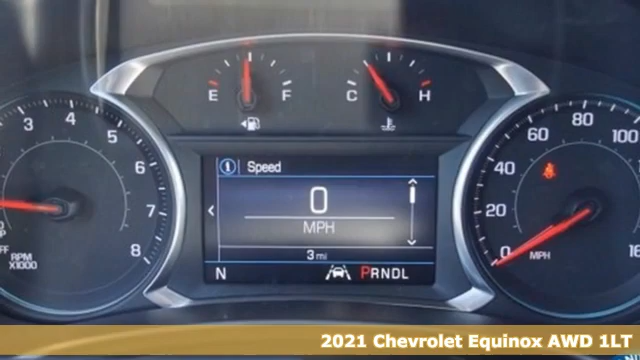 E F C H
3 4 5 6 7 8
OFF
RPM
X1000
Speed
0
MPH
3 mi
N PRNDL
0 20 40 60 80 100
MPH
2021 Chevrolet Equinox AWD 1LT